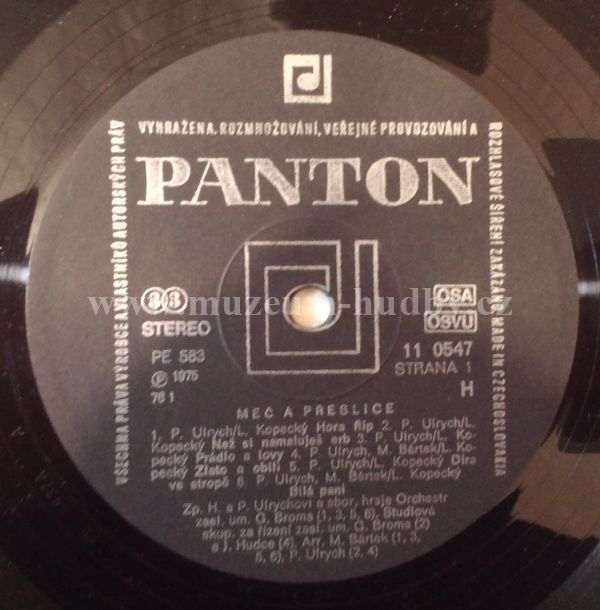 VŠECHNA PRÁVA VÝROBCE A VLASTNÍKŮ AUTORSKÝCH PRÁV
VYHRAŽENA. ROZMNOŽOVÁNÍ, VEŘEJNÉ PROVOZOVÁNÍ A
ROZHLASOVÉ ŠÍŘENÍ ZAKÁZÁNO. MADE IN CZECHOSLOVAKIA
PANTON
www.muzeum-hudby.cz
33
STEREO
PE 583
℗ 1975
76 1
OSA
OSVU
11 0547
STRANA 1
H
MEČ A PŘESLICE
1. P. Ulrych/L. Kopecký Hora Říp 2. P. Ulrych/L.
Kopecký Než si namaluješ erb 3. P. Ulrych/L. Ko-
pecký Prádlo a lovy 4. P. Ulrych, M. Bártek/L. Ko-
pecký Zlato a obilí 5. P. Ulrych/L. Kopecký Díra
ve stropě 6. P. Ulrych, M. Bártek/L. Kopecký
Bílá paní
Zp. H. a P. Ulrychovi a sbor, hraje Orchestr
zasl. um. G. Broma (1, 3, 5, 6), Studiová
skup. za řízení zasl. um. G. Broma (2)
a J. Hudce (4), Arr. M. Bártek (1, 3,
5, 6), P. Ulrych (2, 4)